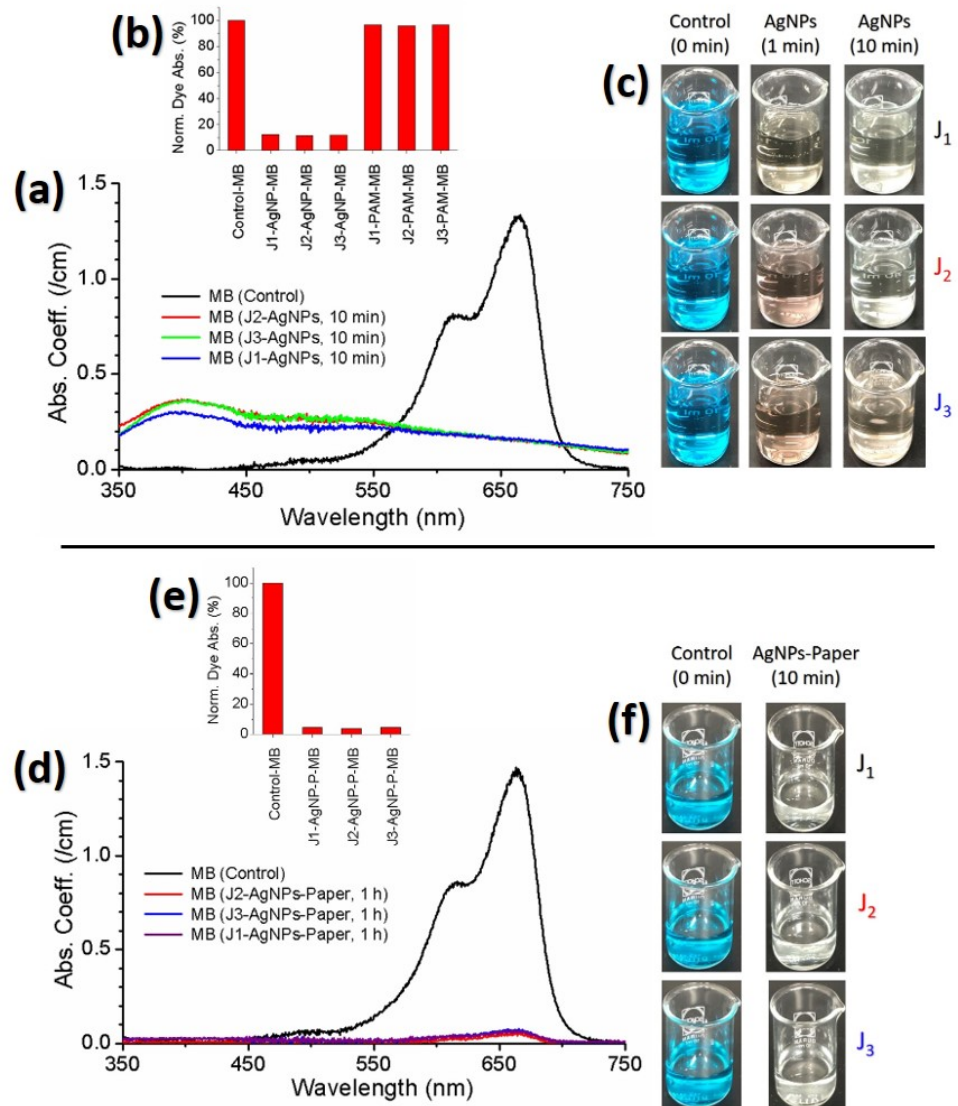 (b)
Norm. Dye Abs. (%)
100
80
60
40
20
0
Control-MB
J1-AgNP-MB
J2-AgNP-MB
J3-AgNP-MB
J1-PAM-MB
J2-PAM-MB
J3-PAM-MB
(c)
Control
(0 min)
AgNPs
(1 min)
AgNPs
(10 min)
J1
J2
J3
(a)
Abs. Coeff. (/cm)
1.5
1.0
0.5
0.0
MB (Control)
MB (J2-AgNPs, 10 min)
MB (J3-AgNPs, 10 min)
MB (J1-AgNPs, 10 min)
350 450 550 650 750
Wavelength (nm)
(e)
Norm. Dye Abs. (%)
100
80
60
40
20
0
Control-MB
J1-AgNP-P-MB
J2-AgNP-P-MB
J3-AgNP-P-MB
(f)
Control
(0 min)
AgNPs-Paper
(10 min)
J1
J2
J3
(d)
Abs. Coeff. (/cm)
1.5
1.0
0.5
0.0
MB (Control)
MB (J2-AgNPs-Paper, 1 h)
MB (J3-AgNPs-Paper, 1 h)
MB (J1-AgNPs-Paper, 1 h)
350 450 550 650 750
Wavelength (nm)